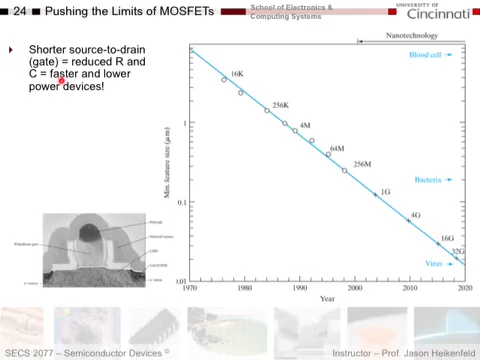 24 Pushing the Limits of MOSFETs
School of Electronics &
Computing Systems
UNIVERSITY OF
Cincinnati
Shorter source-to-drain
(gate) = reduced R and
C = faster and lower
power devices!
Nanotechnology
Blood cell
16K
256K
4M
64M
256M
Bacteria
1G
4G
16G
32G
Virus
Min. feature size (μm)
1
0.1
.01
1970
1980
1990
2000
2010
2020
Year
SECS 2077 – Semiconductor Devices ©
Instructor – Prof. Jason Heikenfeld